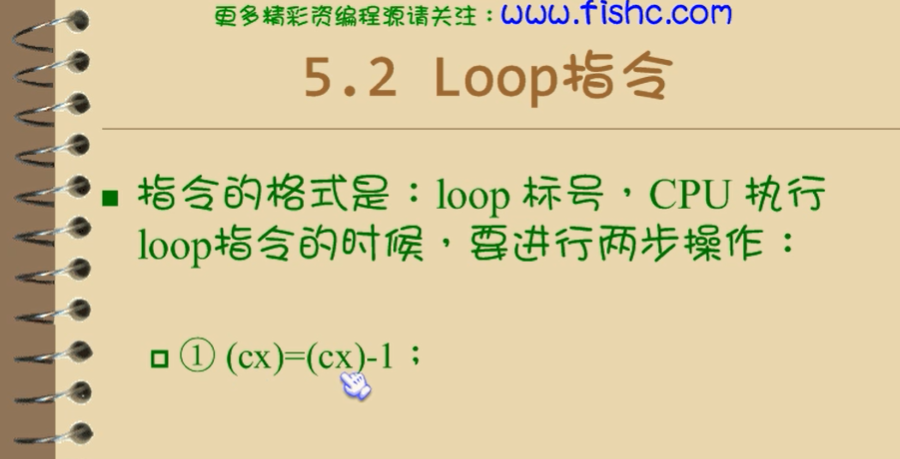 更多精彩资编程源请关注：www.fishc.com
5.2 Loop指令
■ 指令的格式是：loop 标号，CPU 执行
loop指令的时候，要进行两步操作：
① (cx)=(cx)-1；